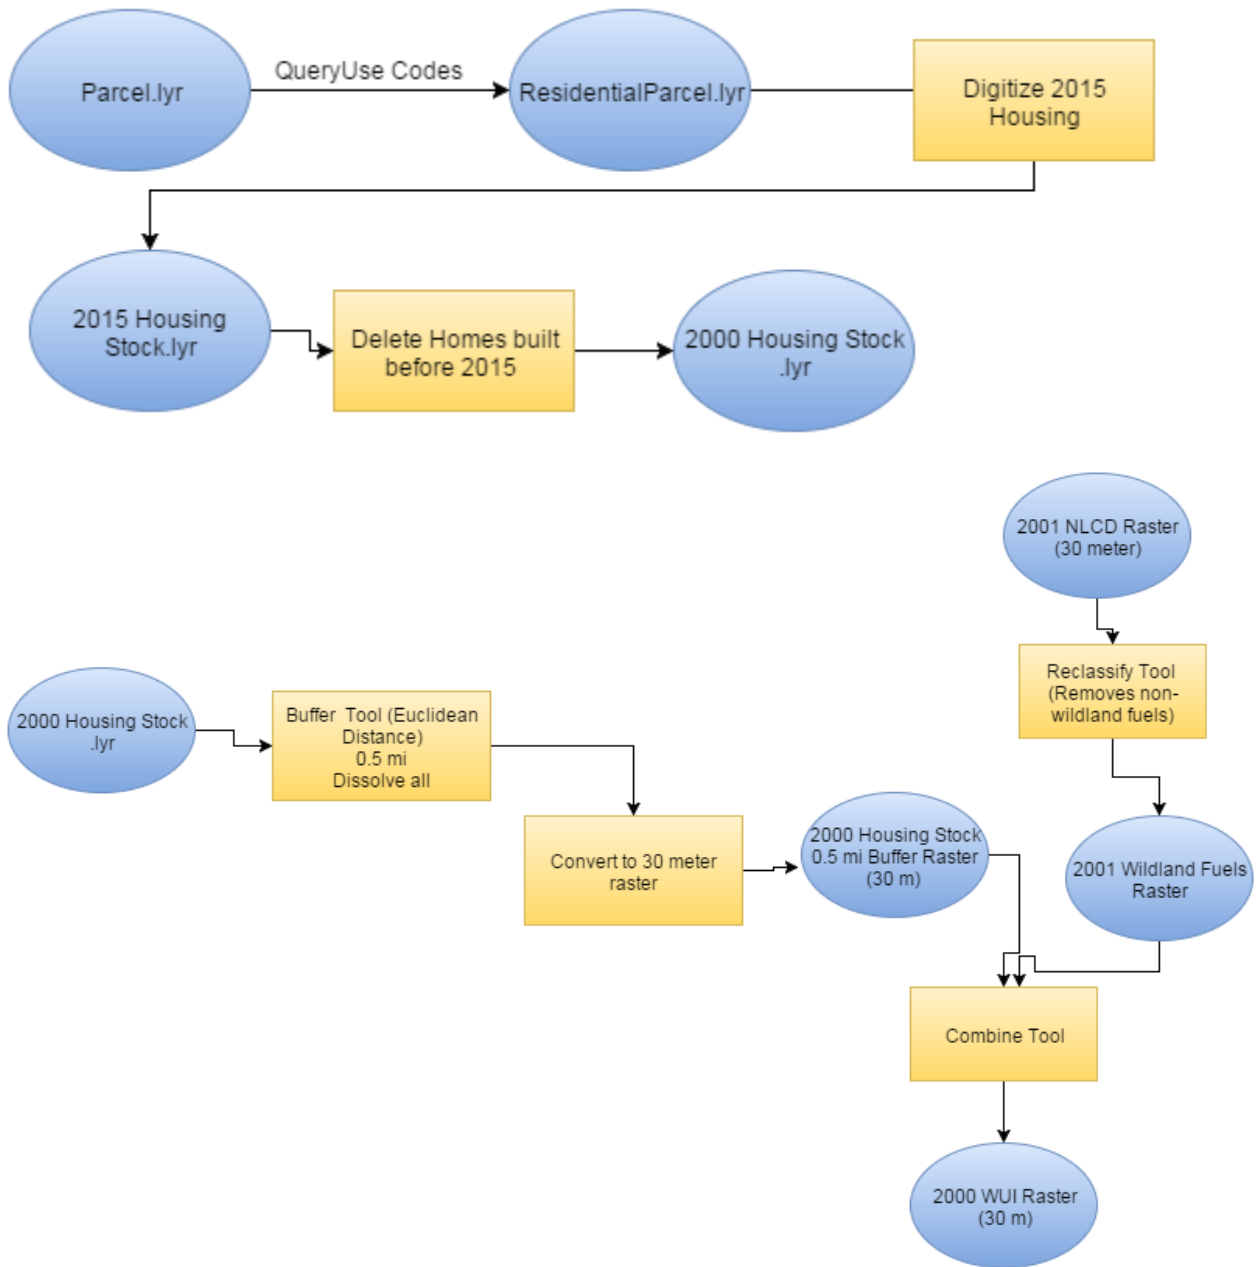 Parcel.lyr
QueryUse Codes
ResidentialParcel.lyr
Digitize 2015
Housing
2015 Housing
Stock.lyr
Delete Homes built
before 2015
2000 Housing Stock
.lyr
2001 NLCD Raster
(30 meter)
Reclassify Tool
(Removes non-
wildland fuels)
2000 Housing Stock
.lyr
Buffer Tool (Euclidean
Distance)
0.5 mi
Dissolve all
Convert to 30 meter
raster
2000 Housing Stock
0.5 mi Buffer Raster
(30 m)
2001 Wildland Fuels
Raster
Combine Tool
2000 WUI Raster
(30 m)